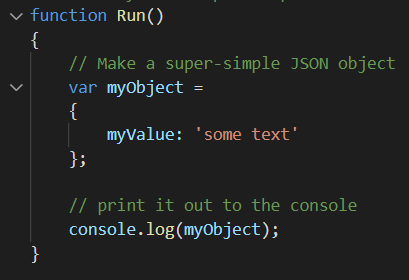 function Run()
{
    // Make a super-simple JSON object
    var myObject =
    {
        myValue: 'some text'
    };

    // print it out to the console
    console.log(myObject);
}